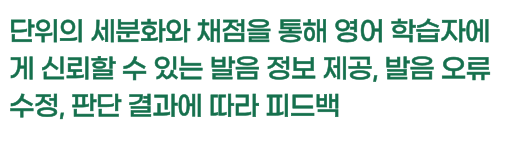 단위의 세분화와 채점을 통해 영어 학습자에
게 신뢰할 수 있는 발음 정보 제공, 발음 오류
수정, 판단 결과에 따라 피드백